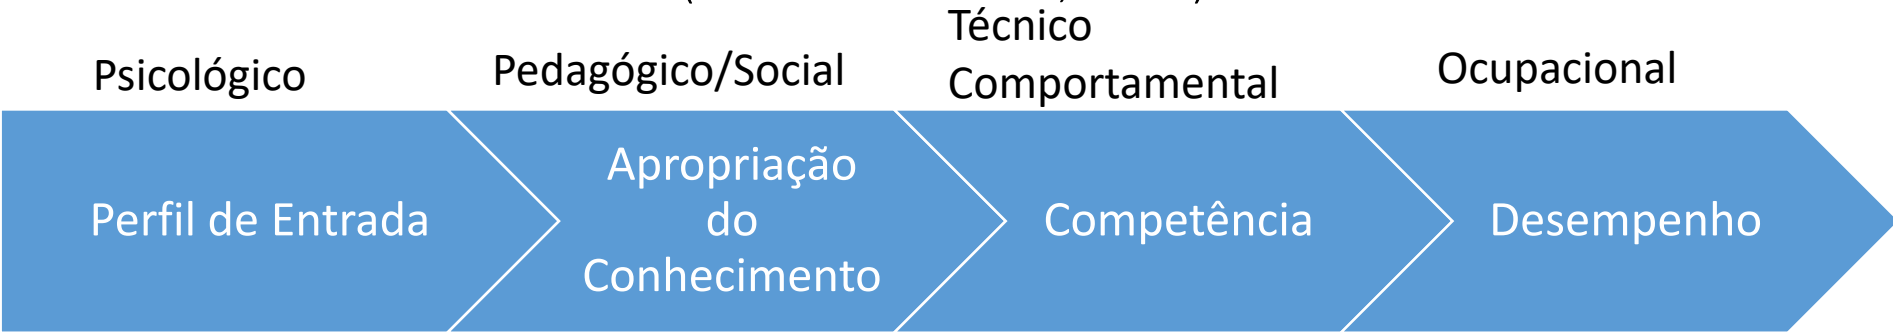 Técnico
Comportamental
Psicológico
Pedagógico/Social
Ocupacional
Perfil de Entrada
Apropriação
do
Conhecimento
Competência
Desempenho